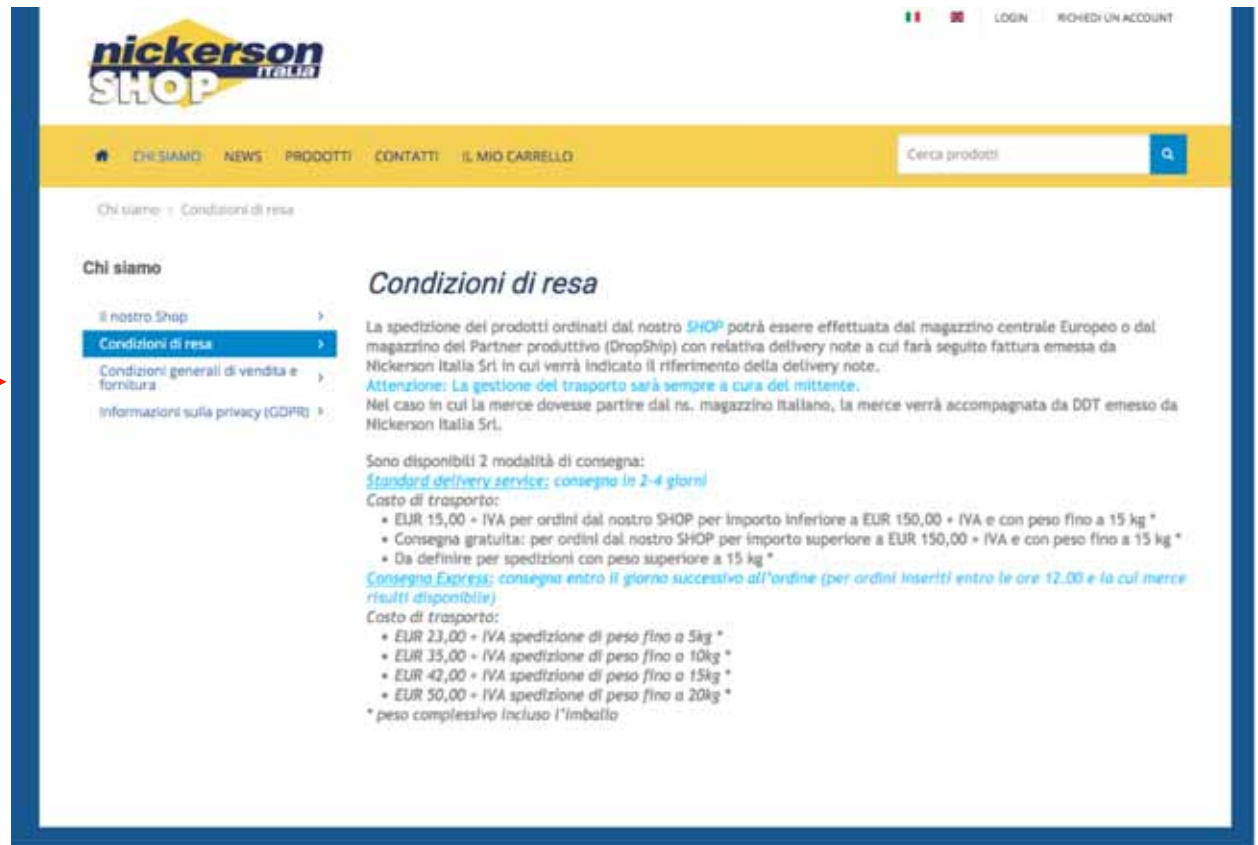 nickerson
ITALIA
SHOP
LOGIN
RICHIEDI UN ACCOUNT
CHI SIAMO NEWS PRODOTTI CONTATTI IL MIO CARRELLO
Cerca prodotti
Chi siamo Condizioni di resa
Chi siamo
Il nostro Shop
Condizioni di resa
Condizioni generali di vendita e
fornitura
Informazioni sulla privacy (GDPR)
Condizioni di resa
La spedizione dei prodotti ordinati dal nostro SHOP potrà essere effettuata dal magazzino centrale Europeo o dal
magazzino del Partner produttivo (DropShip) con relativa delivery note a cui farà seguito fattura emessa da
Nickerson Italia Srl in cui verrà indicato il riferimento della delivery note.
Attenzione: La gestione del trasporto sarà sempre a cura del mittente.
Nel caso in cui la merce dovesse partire dal ns. magazzino italiano, la merce verrà accompagnata da DDT emesso da
Nickerson Italia Srl.
Sono disponibili 2 modalità di consegna:
Standard delivery service: consegna in 2-4 giorni
Costo di trasporto:
• EUR 15,00 + IVA per ordini dal nostro SHOP per importo inferiore a EUR 150,00 + IVA e con peso fino a 15 kg *
• Consegna gratuita: per ordini dal nostro SHOP per importo superiore a EUR 150,00 + IVA e con peso fino a 15 kg *
• Da definire per spedizioni con peso superiore a 15 kg *
Consegna Express: consegna entro il giorno successivo all'ordine (per ordini inseriti entro le ore 12.00 e la cui merce
risulti disponibile)
Costo di trasporto:
• EUR 23,00 + IVA spedizione di peso fino a 5kg *
• EUR 35,00 + IVA spedizione di peso fino a 10kg *
• EUR 42,00 + IVA spedizione di peso fino a 15kg *
• EUR 50,00 + IVA spedizione di peso fino a 20kg *
* peso complessivo incluso l'imballo